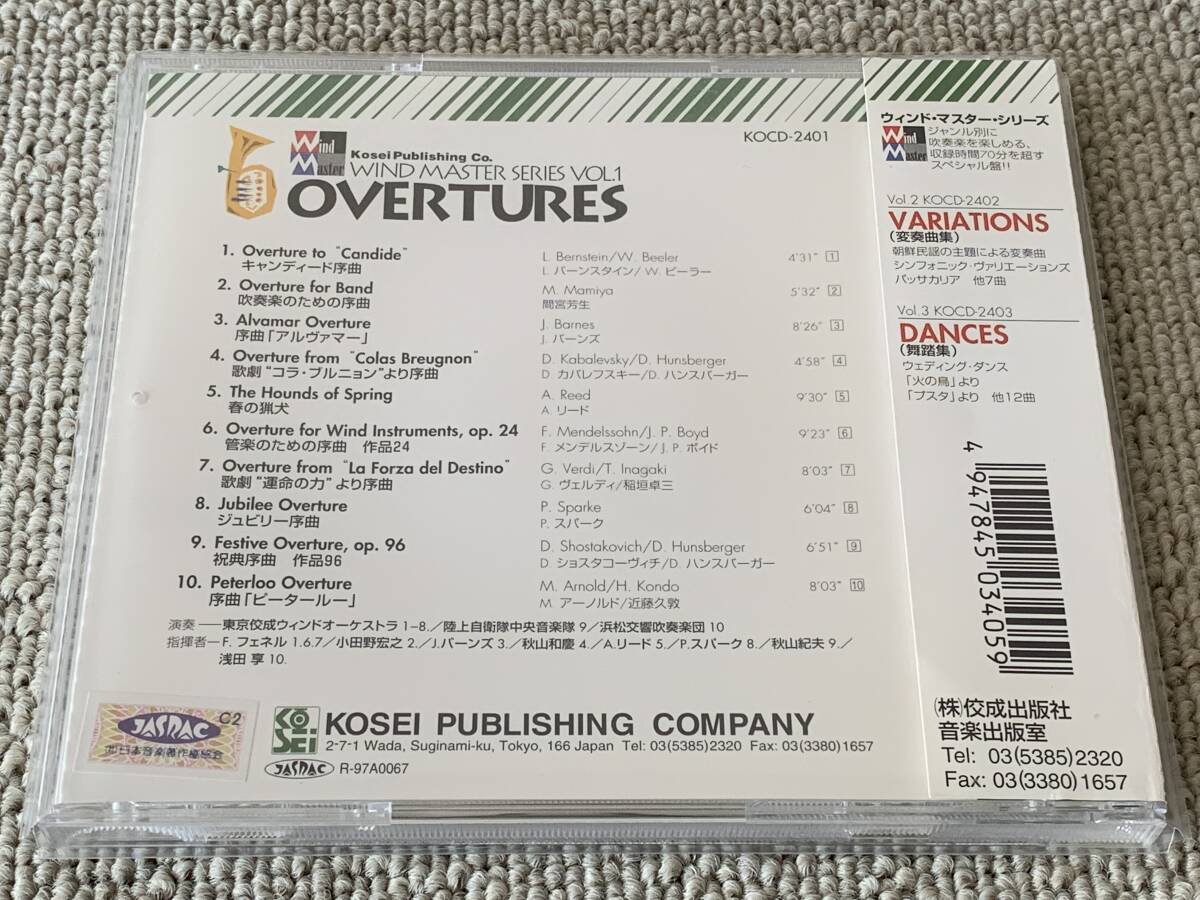 KOCD-2401
Wind Master
Kosei Publishing Co.
WIND MASTER SERIES VOL.1
OVERTURES
1. Overture to "Candide" L. Bernstein/W. Beeler 4'31" 1
キャンディード序曲 L. バーンスタイン/W. ビーラー
2. Overture for Band M. Mamiya 5'32" 2
吹奏楽のための序曲 間宮芳生
3. Alvamar Overture J. Barnes 8'26" 3
序曲「アルヴァマー」 J. バーンズ
4. Overture from "Colas Breugnon" D. Kabalevsky/D. Hunsberger 4'58" 4
歌劇"コラ・ブルニョン"より序曲 D. カバレフスキー/D. ハンスバーガー
5. The Hounds of Spring A. Reed 9'30" 5
春の猟犬 A. リード
6. Overture for Wind Instruments, op. 24 F. Mendelssohn/J. P. Boyd 9'23" 6
管楽のための序曲 作品24 F. メンデルスゾーン/J. P. ボイド
7. Overture from "La Forza del Destino" G. Verdi/T. Inagaki 8'03" 7
歌劇"運命の力"より序曲 G. ヴェルディ/稲垣卓三
8. Jubilee Overture P. Sparke 6'04" 8
ジュビリー序曲 P. スパーク
9. Festive Overture, op. 96 D. Shostakovich/D. Hunsberger 6'51" 9
祝典序曲 作品96 D. ショスタコーヴィチ/D. ハンスバーガー
10. Peterloo Overture M. Arnold/H. Kondo 8'03" 10
序曲「ピータールー」 M. アーノルド/近藤久敦
演奏──東京佼成ウィンドオーケストラ 1-8./陸上自衛隊中央音楽隊 9/浜松交響吹奏楽団 10
指揮者──F. フェネル 1.6.7/小田野宏之 2./J.バーンズ 3./秋山和慶 4./A.リード 5./P.スパーク 8./秋山紀夫 9./
浅田 享 10.
JASRAC C2
日本音楽著作権協会
KOSEI
KOSEI PUBLISHING COMPANY
2-7-1 Wada, Suginami-ku, Tokyo, 166 Japan Tel: 03(5385)2320 Fax: 03(3380)1657
JASRAC R-97A0067
ウィンド・マスター・シリーズ
Wind Master
ジャンル別に
吹奏楽を楽しめる、
収録時間70分を超す
スペシャル盤!!
Vol.2 KOCD-2402
VARIATIONS
(変奏曲集)
朝鮮民謡の主題による変奏曲
シンフォニック・ヴァリエーションズ
パッサカリア 他7曲
Vol.3 KOCD-2403
DANCES
(舞踏集)
ウェディング・ダンス
「火の鳥」より
「プスタ」より 他12曲
4 947845 034059
(株)佼成出版社
音楽出版室
Tel: 03(5385)2320
Fax: 03(3380)1657